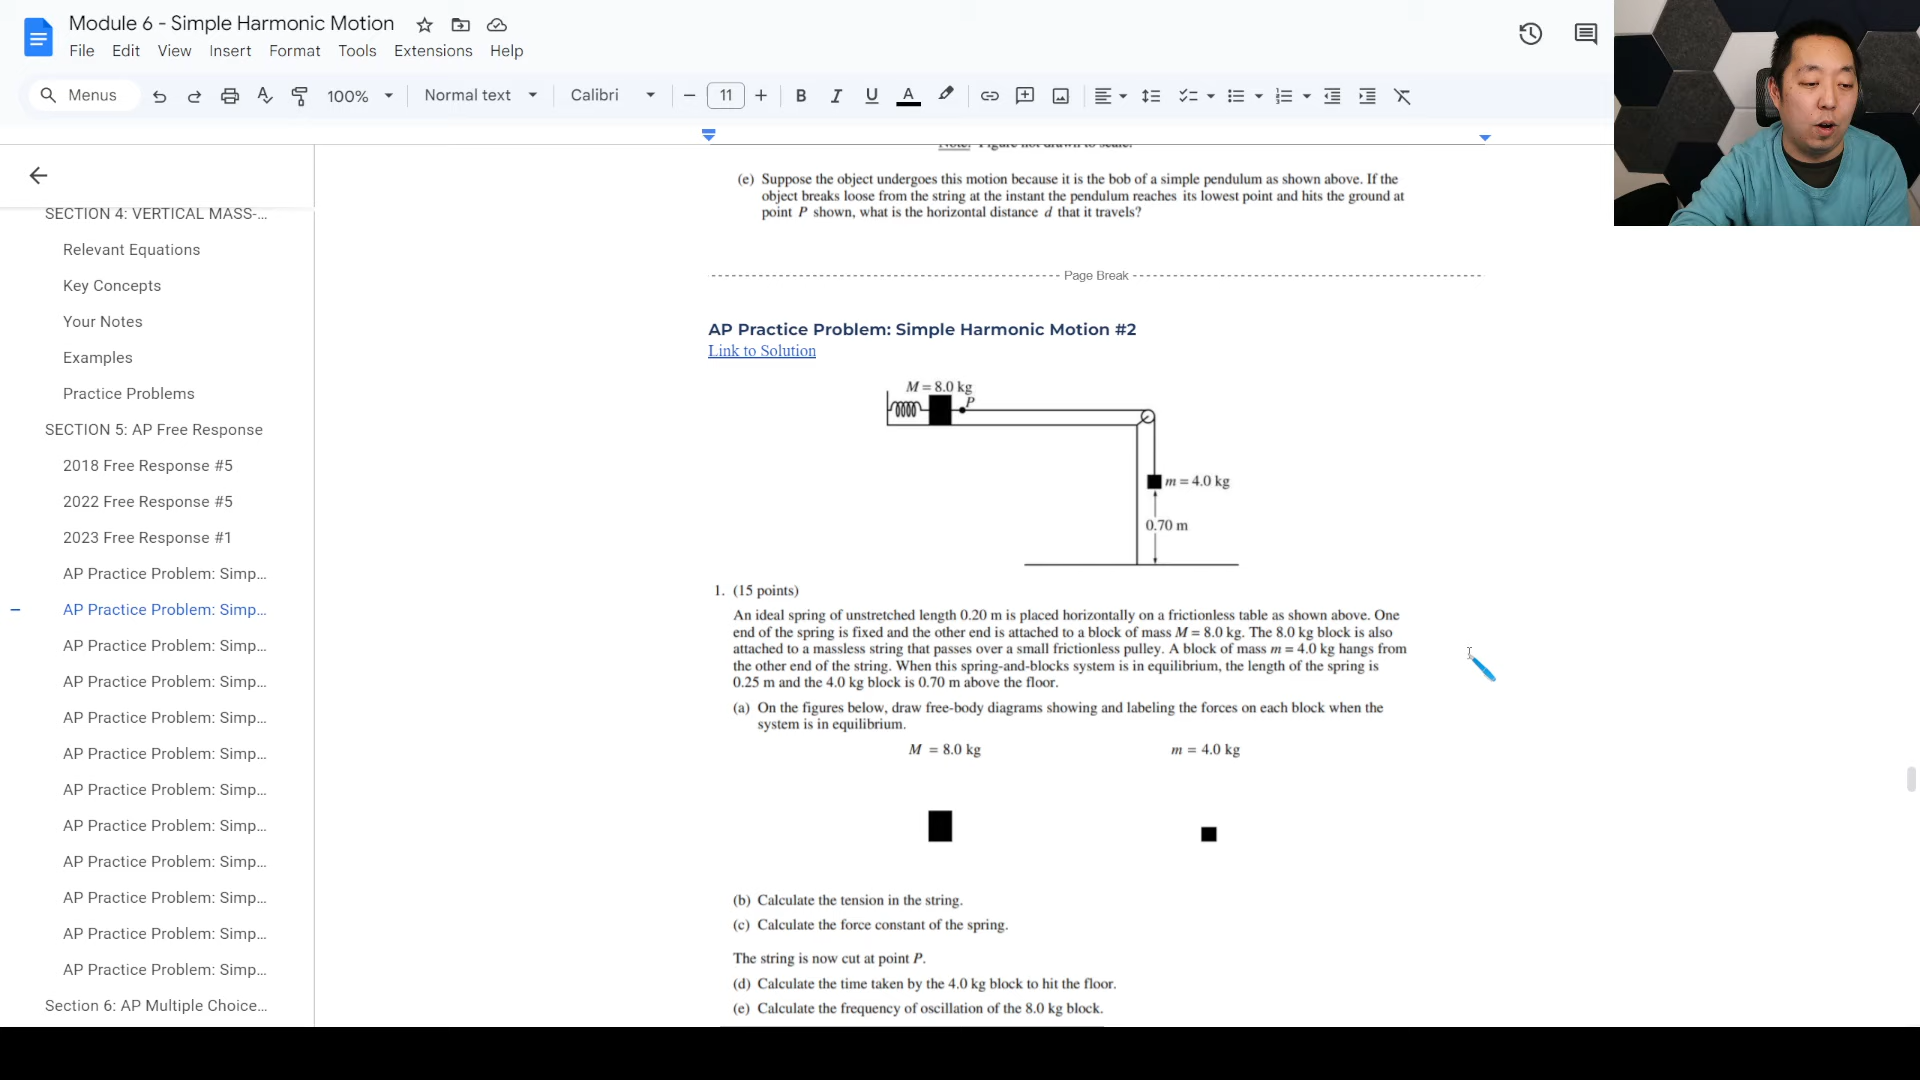 Module 6 - Simple Harmonic Motion
File Edit View Insert Format Tools Extensions Help
Menus 100% Normal text Calibri 11
SECTION 4: VERTICAL MASS-...
Relevant Equations
Key Concepts
Your Notes
Examples
Practice Problems
SECTION 5: AP Free Response
2018 Free Response #5
2022 Free Response #5
2023 Free Response #1
AP Practice Problem: Simp...
AP Practice Problem: Simp...
AP Practice Problem: Simp...
AP Practice Problem: Simp...
AP Practice Problem: Simp...
AP Practice Problem: Simp...
AP Practice Problem: Simp...
AP Practice Problem: Simp...
AP Practice Problem: Simp...
AP Practice Problem: Simp...
AP Practice Problem: Simp...
AP Practice Problem: Simp...
Section 6: AP Multiple Choice...
Note: Figure not drawn to scale.
(e) Suppose the object undergoes this motion because it is the bob of a simple pendulum as shown above. If the
object breaks loose from the string at the instant the pendulum reaches its lowest point and hits the ground at
point P shown, what is the horizontal distance d that it travels?
Page Break
AP Practice Problem: Simple Harmonic Motion #2
Link to Solution
M = 8.0 kg
P
m = 4.0 kg
0.70 m
1. (15 points)
An ideal spring of unstretched length 0.20 m is placed horizontally on a frictionless table as shown above. One
end of the spring is fixed and the other end is attached to a block of mass M = 8.0 kg. The 8.0 kg block is also
attached to a massless string that passes over a small frictionless pulley. A block of mass m = 4.0 kg hangs from
the other end of the string. When this spring-and-blocks system is in equilibrium, the length of the spring is
0.25 m and the 4.0 kg block is 0.70 m above the floor.
(a) On the figures below, draw free-body diagrams showing and labeling the forces on each block when the
system is in equilibrium.
M = 8.0 kg m = 4.0 kg
(b) Calculate the tension in the string.
(c) Calculate the force constant of the spring.
The string is now cut at point P.
(d) Calculate the time taken by the 4.0 kg block to hit the floor.
(e) Calculate the frequency of oscillation of the 8.0 kg block.